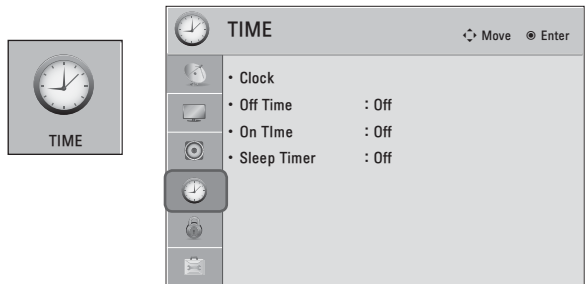 TIME
TIME
Move Enter
• Clock
• Off Time : Off
• On TIme : Off
• Sleep Timer : Off